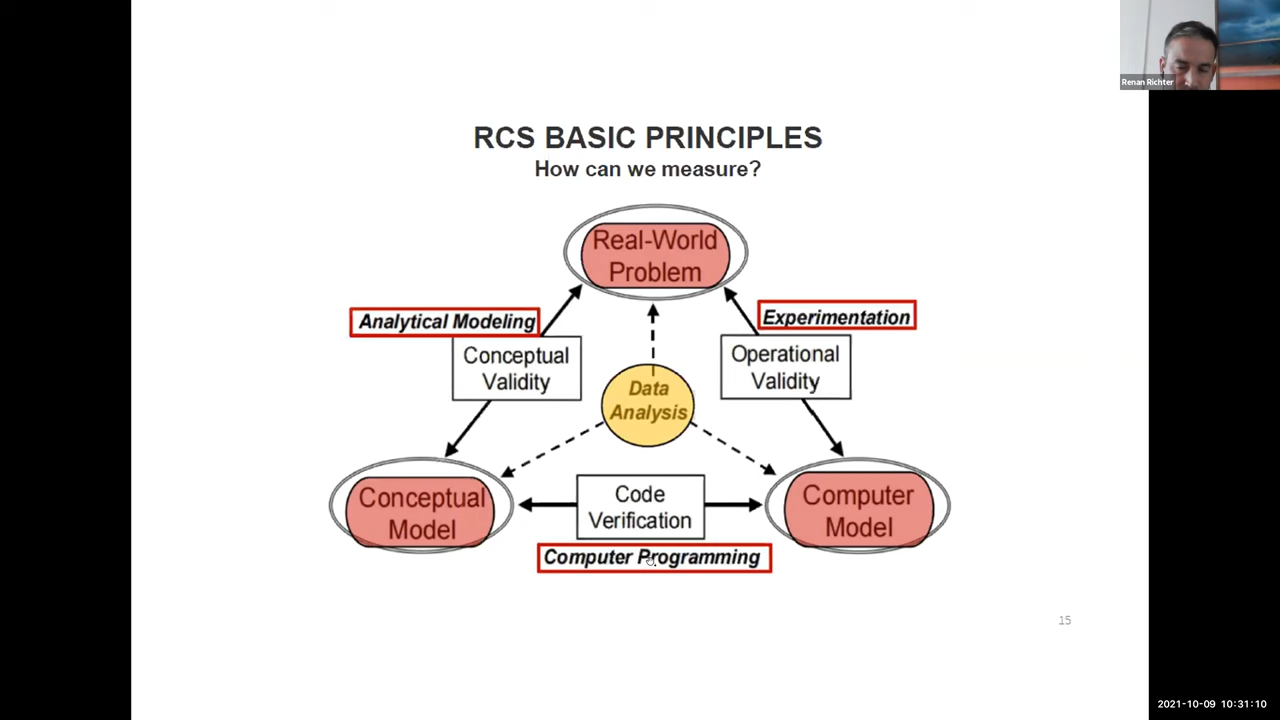 Renan Richter
RCS BASIC PRINCIPLES
How can we measure?
Real-World
Problem
Analytical Modeling
Experimentation
Conceptual
Validity
Operational
Validity
Data
Analysis
Conceptual
Model
Code
Verification
Computer
Model
Computer Programming
15
2021-10-09 10:31:10